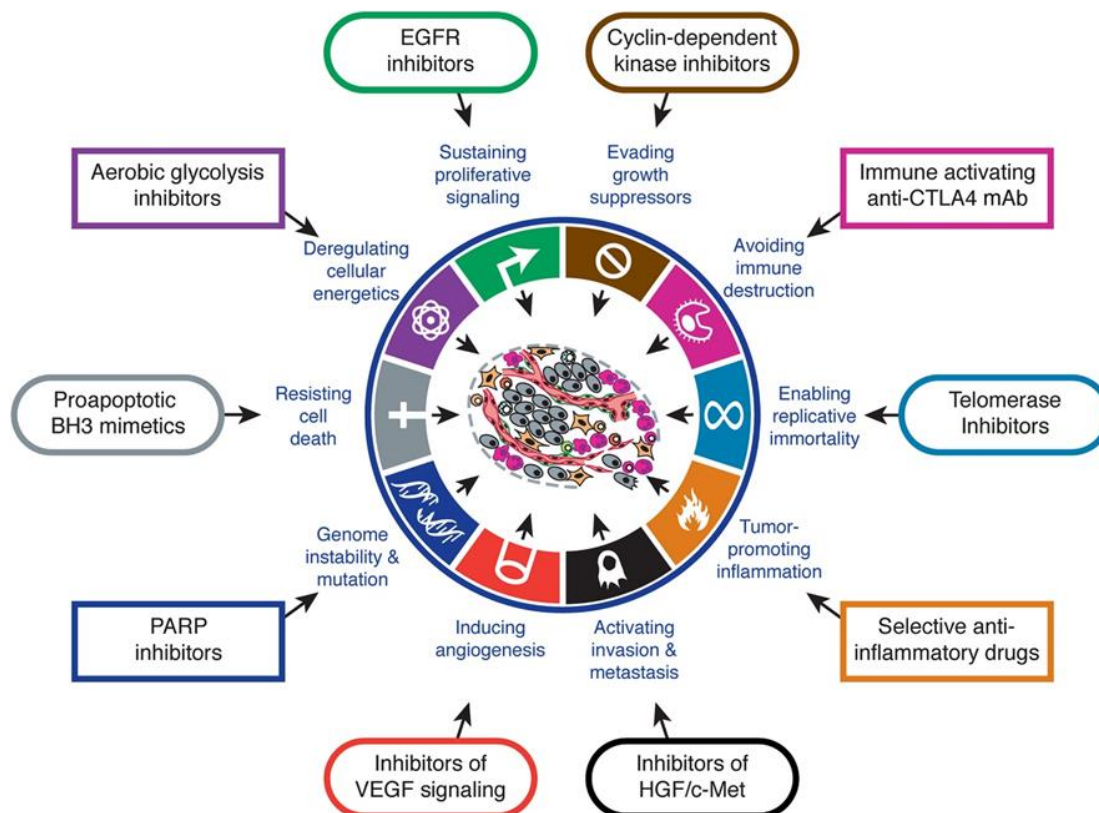 EGFR
inhibitors
Cyclin-dependent
kinase inhibitors
Sustaining
proliferative
signaling
Evading
growth
suppressors
Aerobic glycolysis
inhibitors
Immune activating
anti-CTLA4 mAb
Deregulating
cellular
energetics
Avoiding
immune
destruction
Proapoptotic
BH3 mimetics
Resisting
cell
death
Enabling
replicative
immortality
Telomerase
Inhibitors
Genome
instability &
mutation
Tumor-
promoting
inflammation
PARP
inhibitors
Inducing
angiogenesis
Activating
invasion &
metastasis
Selective anti-
inflammatory drugs
Inhibitors of
VEGF signaling
Inhibitors of
HGF/c-Met